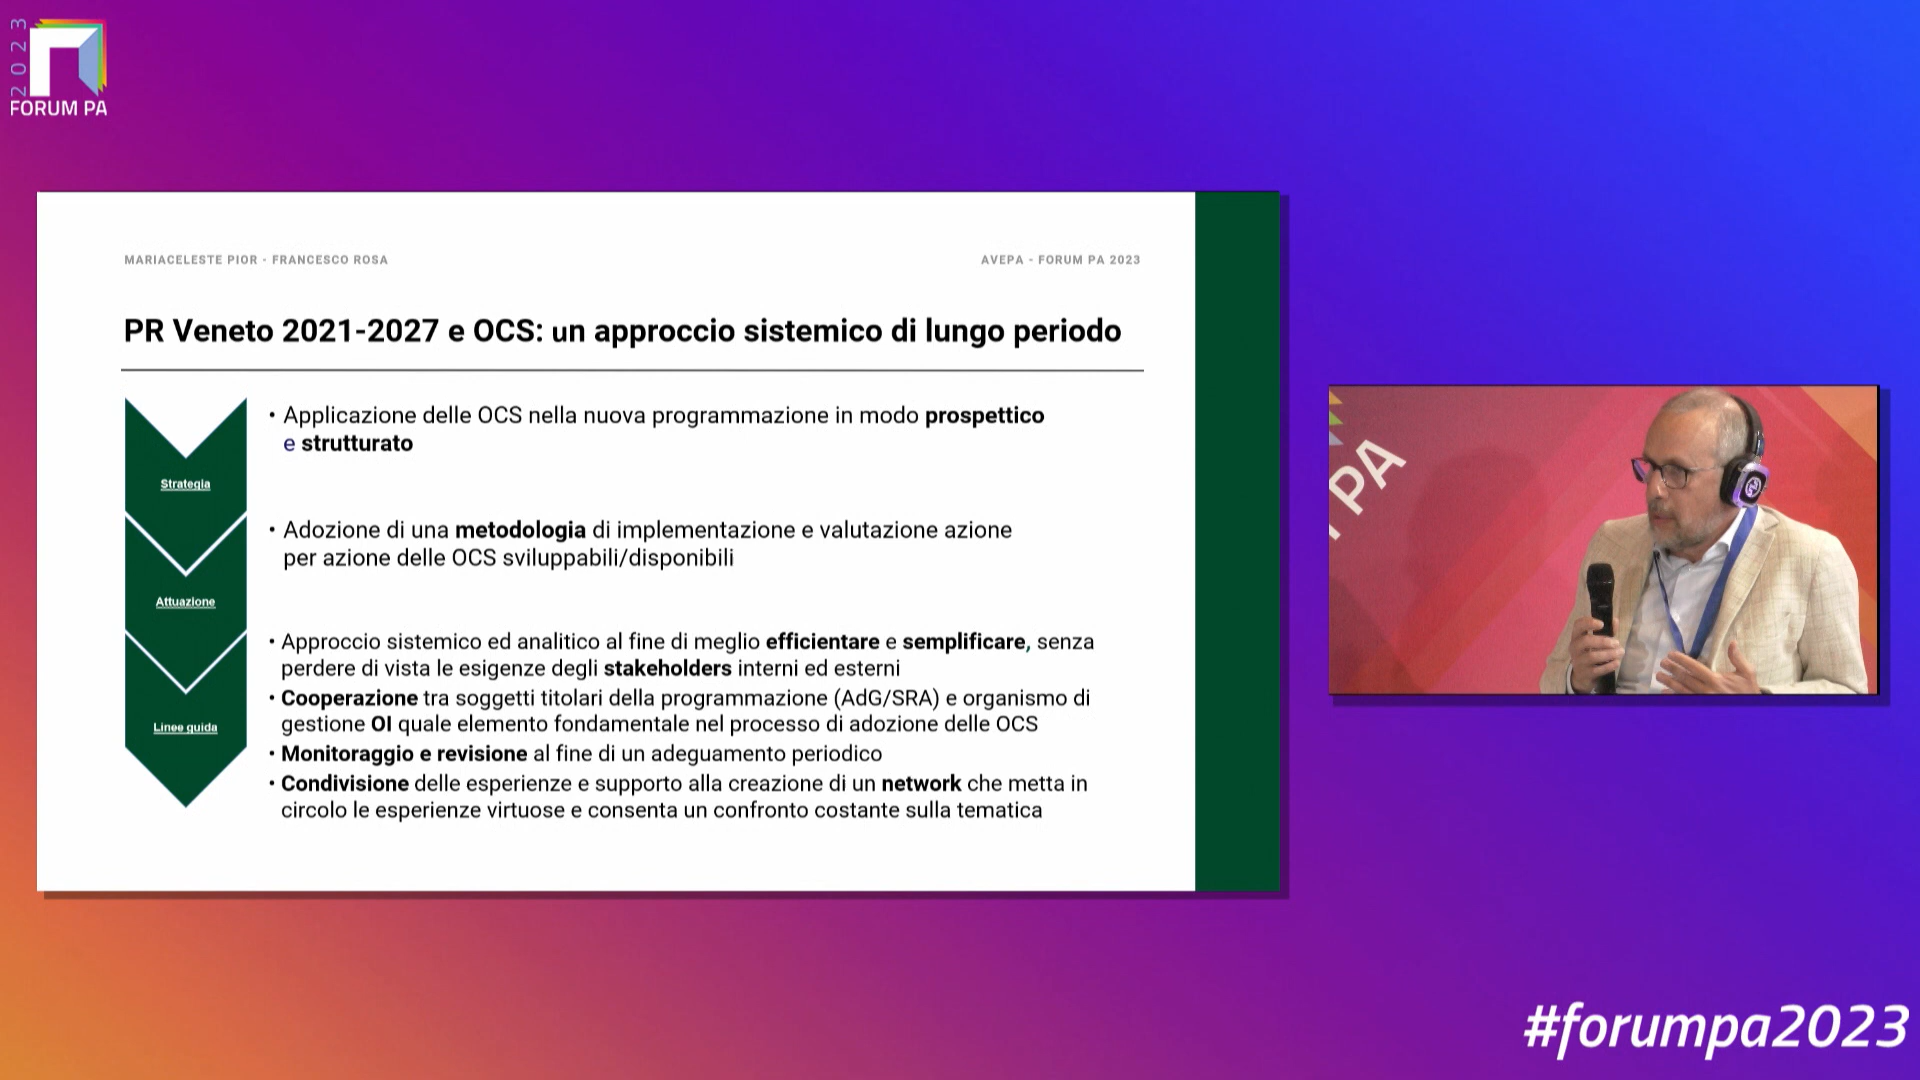 2023
FORUM PA
MARIACELESTE PIOR - FRANCESCO ROSA
AVEPA - FORUM PA 2023
PR Veneto 2021-2027 e OCS: un approccio sistemico di lungo periodo
Strategia
• Applicazione delle OCS nella nuova programmazione in modo prospettico
e strutturato
Attuazione
• Adozione di una metodologia di implementazione e valutazione azione
per azione delle OCS sviluppabili/disponibili
Linee guida
• Approccio sistemico ed analitico al fine di meglio efficientare e semplificare, senza
perdere di vista le esigenze degli stakeholders interni ed esterni
• Cooperazione tra soggetti titolari della programmazione (AdG/SRA) e organismo di
gestione OI quale elemento fondamentale nel processo di adozione delle OCS
• Monitoraggio e revisione al fine di un adeguamento periodico
• Condivisione delle esperienze e supporto alla creazione di un network che metta in
circolo le esperienze virtuose e consenta un confronto costante sulla tematica
PA
#forumpa2023